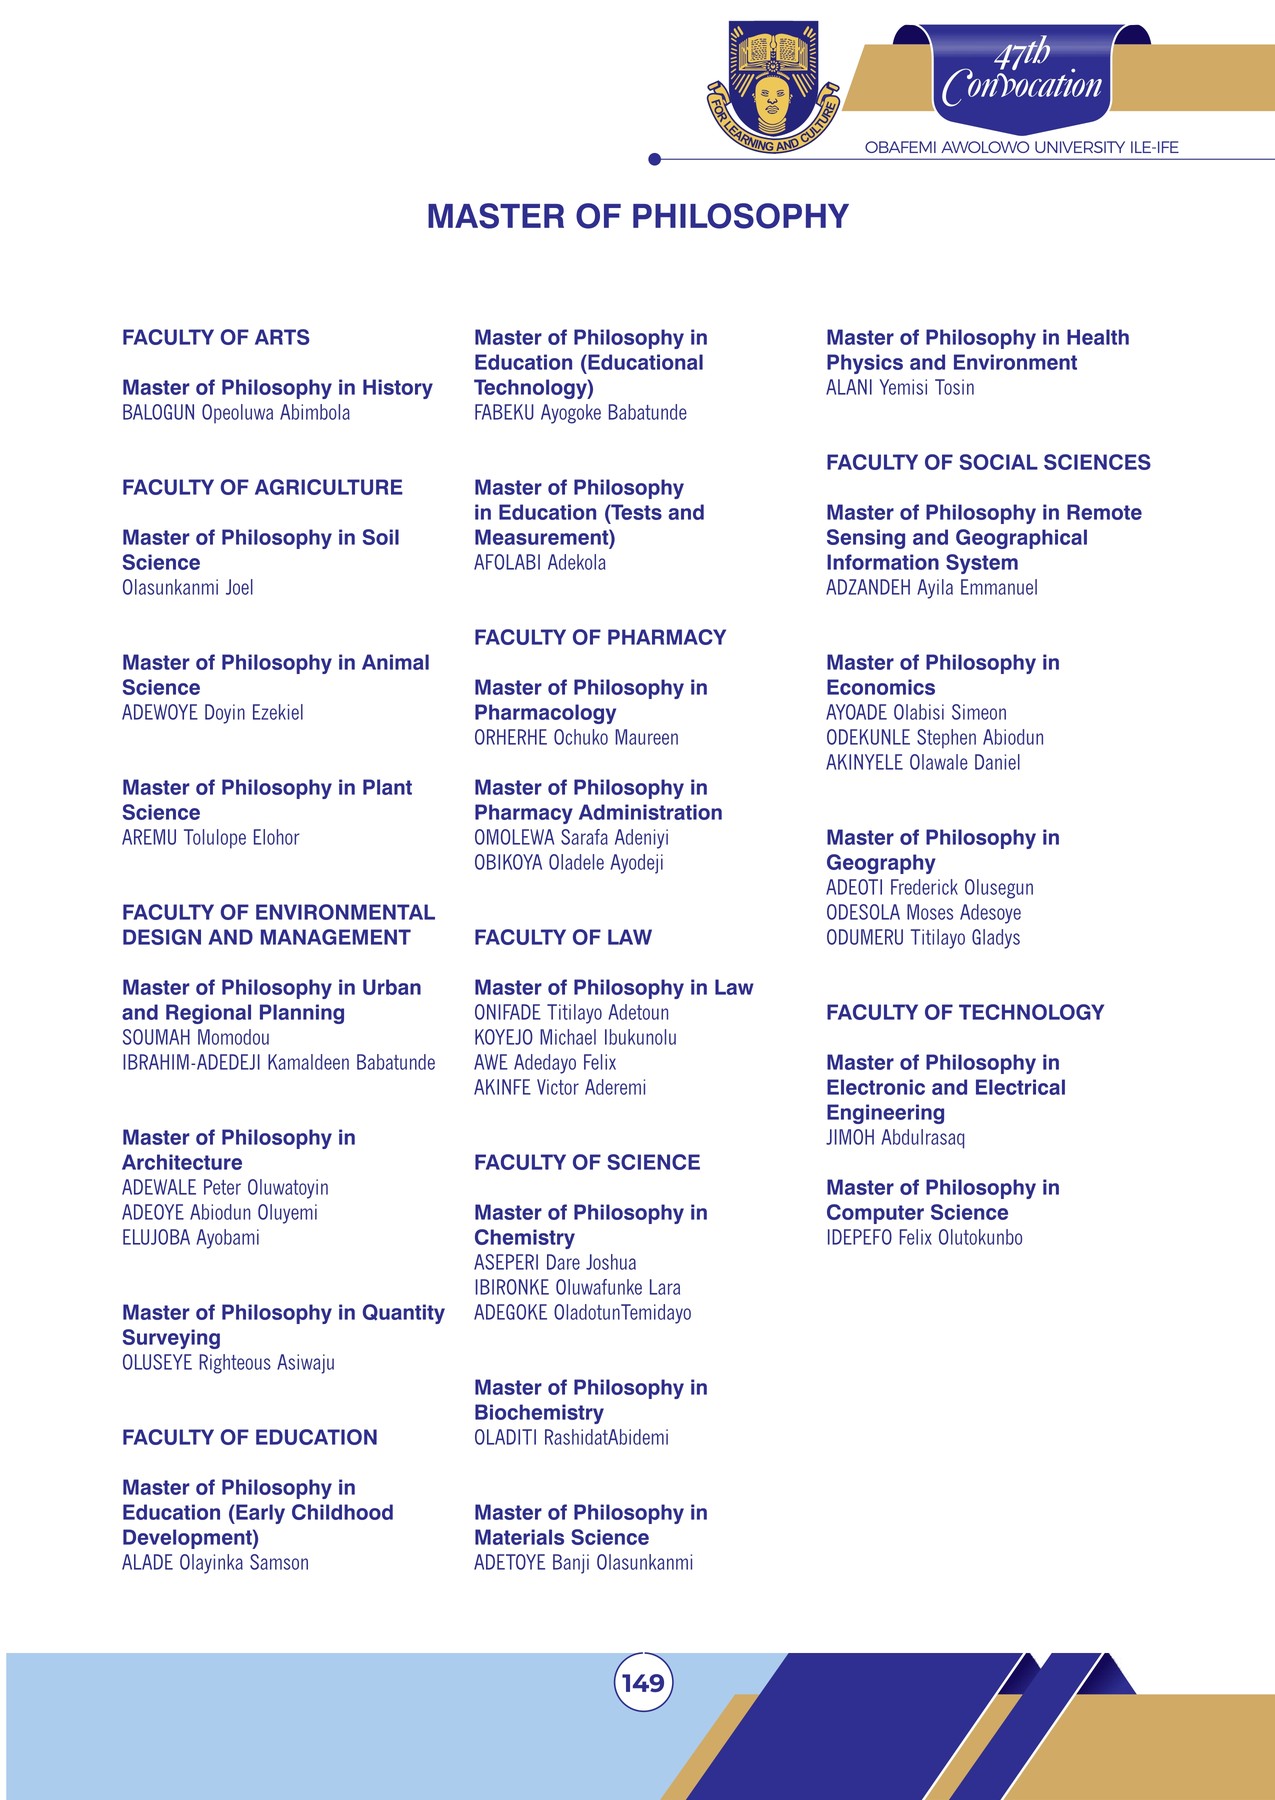 47th
Convocation
FOR LEARNING AND CULTURE
OBAFEMI AWOLOWO UNIVERSITY ILE-IFE
MASTER OF PHILOSOPHY
FACULTY OF ARTS
Master of Philosophy in History
BALOGUN Opeoluwa Abimbola
FACULTY OF AGRICULTURE
Master of Philosophy in Soil
Science
Olasunkanmi Joel
Master of Philosophy in Animal
Science
ADEWOYE Doyin Ezekiel
Master of Philosophy in Plant
Science
AREMU Tolulope Elohor
FACULTY OF ENVIRONMENTAL
DESIGN AND MANAGEMENT
Master of Philosophy in Urban
and Regional Planning
SOUMAH Momodou
IBRAHIM-ADEDEJI Kamaldeen Babatunde
Master of Philosophy in
Architecture
ADEWALE Peter Oluwatoyin
ADEOYE Abiodun Oluyemi
ELUJOBA Ayobami
Master of Philosophy in Quantity
Surveying
OLUSEYE Righteous Asiwaju
FACULTY OF EDUCATION
Master of Philosophy in
Education (Early Childhood
Development)
ALADE Olayinka Samson
Master of Philosophy in
Education (Educational
Technology)
FABEKU Ayogoke Babatunde
Master of Philosophy
in Education (Tests and
Measurement)
AFOLABI Adekola
FACULTY OF PHARMACY
Master of Philosophy in
Pharmacology
ORHERHE Ochuko Maureen
Master of Philosophy in
Pharmacy Administration
OMOLEWA Sarafa Adeniyi
OBIKOYA Oladele Ayodeji
FACULTY OF LAW
Master of Philosophy in Law
ONIFADE Titilayo Adetoun
KOYEJO Michael Ibukunolu
AWE Adedayo Felix
AKINFE Victor Aderemi
FACULTY OF SCIENCE
Master of Philosophy in
Chemistry
ASEPERI Dare Joshua
IBIRONKE Oluwafunke Lara
ADEGOKE OladotunTemidayo
Master of Philosophy in
Biochemistry
OLADITI RashidatAbidemi
Master of Philosophy in
Materials Science
ADETOYE Banji Olasunkanmi
Master of Philosophy in Health
Physics and Environment
ALANI Yemisi Tosin
FACULTY OF SOCIAL SCIENCES
Master of Philosophy in Remote
Sensing and Geographical
Information System
ADZANDEH Ayila Emmanuel
Master of Philosophy in
Economics
AYOADE Olabisi Simeon
ODEKUNLE Stephen Abiodun
AKINYELE Olawale Daniel
Master of Philosophy in
Geography
ADEOTI Frederick Olusegun
ODESOLA Moses Adesoye
ODUMERU Titilayo Gladys
FACULTY OF TECHNOLOGY
Master of Philosophy in
Electronic and Electrical
Engineering
JIMOH Abdulrasaq
Master of Philosophy in
Computer Science
IDEPEFO Felix Olutokunbo
149